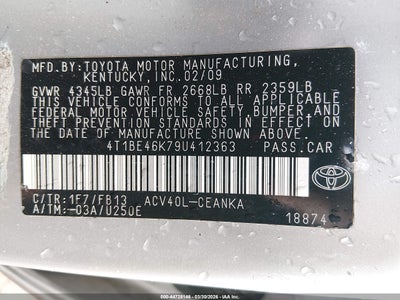 MFD.BY:TOYOTA MOTOR MANUFACTURING,
KENTUCKY, INC. 02/09
GVWR 4345LB GAWR FR 2668LB RR 2359LB
THIS VEHICLE CONFORMS TO ALL APPLICABLE
FEDERAL MOTOR VEHICLE SAFETY, BUMPER, AND
THEFT PREVENTION STANDARDS IN EFFECT ON
THE DATE OF MANUFACTURE SHOWN ABOVE.
4T1BE46K79U412363 PASS.CAR
C/TR:1F7/FB13 ACV40L-CEANKA
A/TM:-03A/U250E
TOYOTA
18874